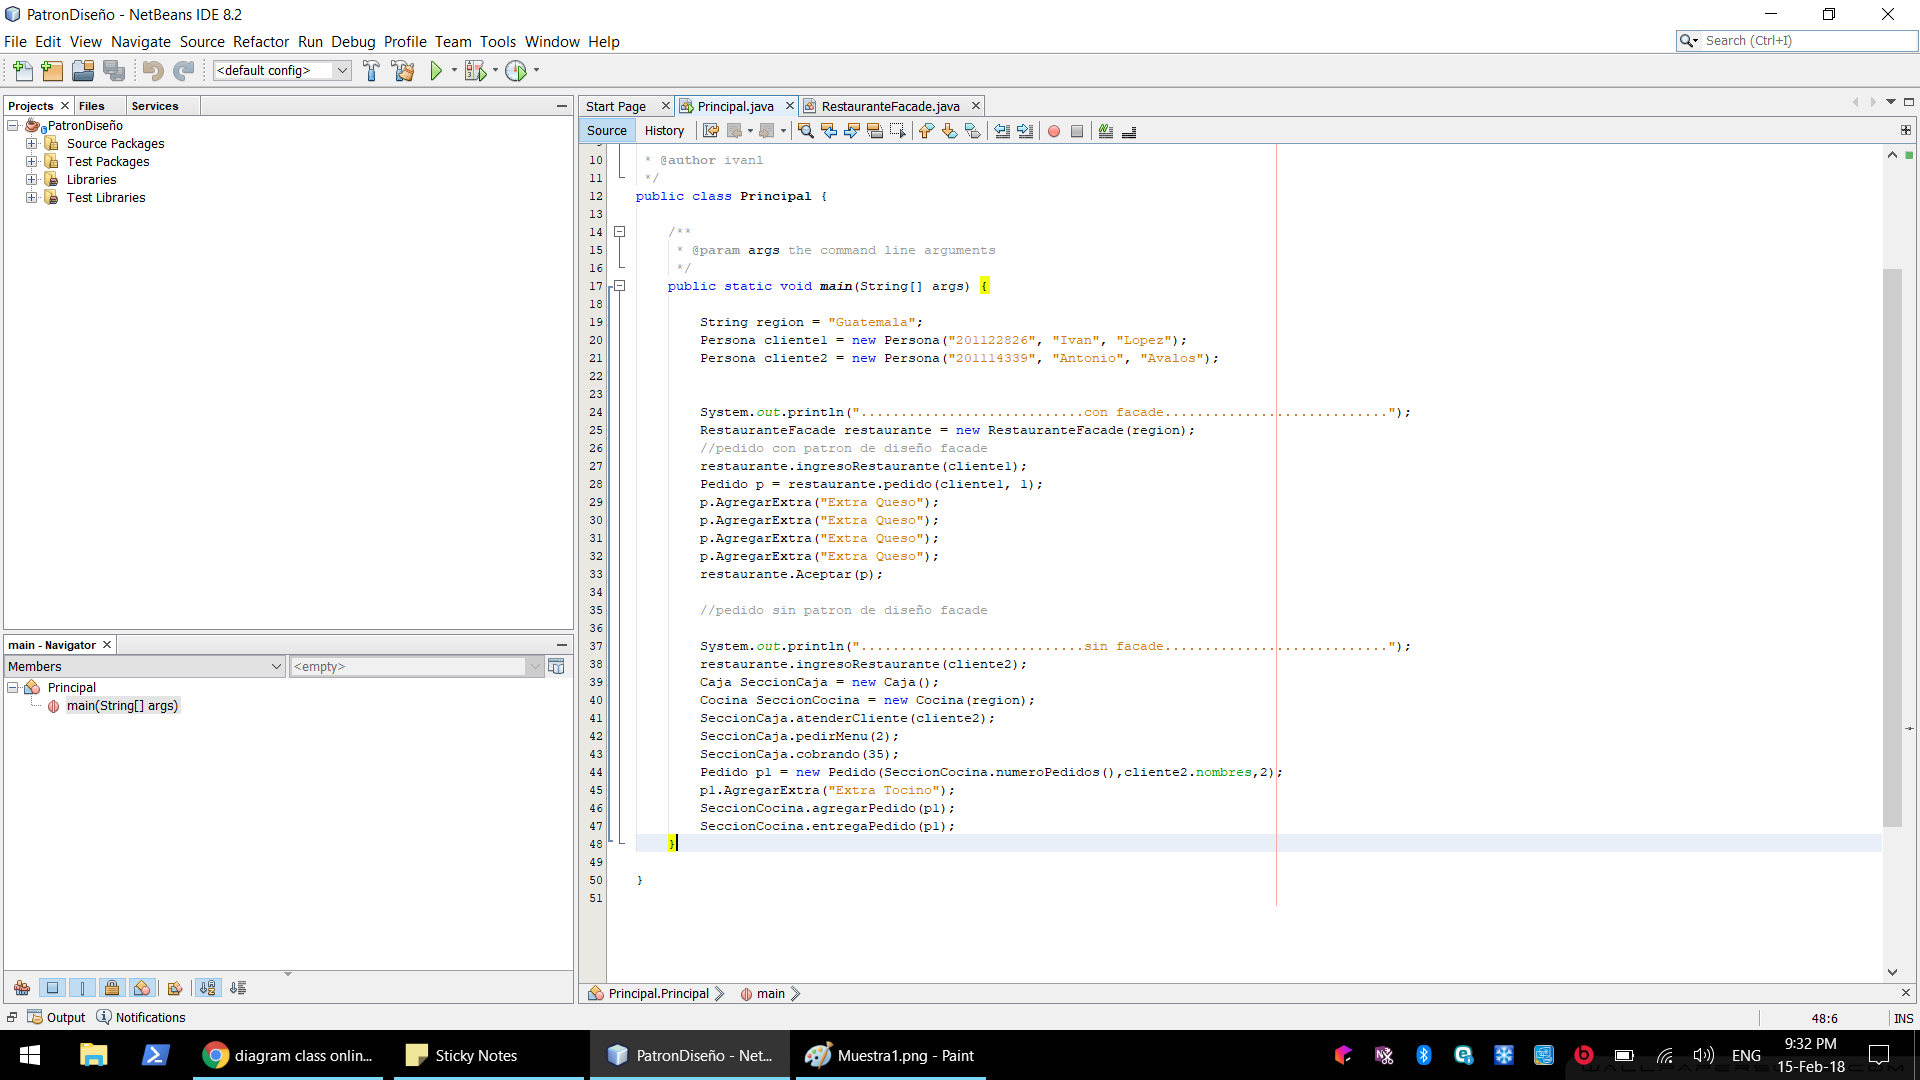 PatronDiseño - NetBeans IDE 8.2
File Edit View Navigate Source Refactor Run Debug Profile Team Tools Window Help
Search (Ctrl+I)
<default config>
Projects Files Services
PatronDiseño
Source Packages
Test Packages
Libraries
Test Libraries
main - Navigator
Members
<empty>
Principal
main(String[] args)
Start Page Principal.java RestauranteFacade.java
Source History
10 * @author ivanl
11 */
12 public class Principal {
13
14 /**
15 * @param args the command line arguments
16 */
17 public static void main(String[] args) {
18
19 String region = "Guatemala";
20 Persona cliente1 = new Persona("201122826", "Ivan", "Lopez");
21 Persona cliente2 = new Persona("201114339", "Antonio", "Avalos");
22
23
24 System.out.println("............................con facade............................");
25 RestauranteFacade restaurante = new RestauranteFacade(region);
26 //pedido con patron de diseño facade
27 restaurante.ingresoRestaurante(cliente1);
28 Pedido p = restaurante.pedido(cliente1, 1);
29 p.AgregarExtra("Extra Queso");
30 p.AgregarExtra("Extra Queso");
31 p.AgregarExtra("Extra Queso");
32 p.AgregarExtra("Extra Queso");
33 restaurante.Aceptar(p);
34
35 //pedido sin patron de diseño facade
36
37 System.out.println("............................sin facade............................");
38 restaurante.ingresoRestaurante(cliente2);
39 Caja SeccionCaja = new Caja();
40 Cocina SeccionCocina = new Cocina(region);
41 SeccionCaja.atenderCliente(cliente2);
42 SeccionCaja.pedirMenu(2);
43 SeccionCaja.cobrando(35);
44 Pedido p1 = new Pedido(SeccionCocina.numeroPedidos(),cliente2.nombres,2);
45 p1.AgregarExtra("Extra Tocino");
46 SeccionCocina.agregarPedido(p1);
47 SeccionCocina.entregaPedido(p1);
48 }
49
50 }
51
Principal.Principal main
Output Notifications
48:6 INS
diagram class onlin...
Sticky Notes
PatronDiseño - Net...
Muestra1.png - Paint
ENG
9:32 PM
15-Feb-18